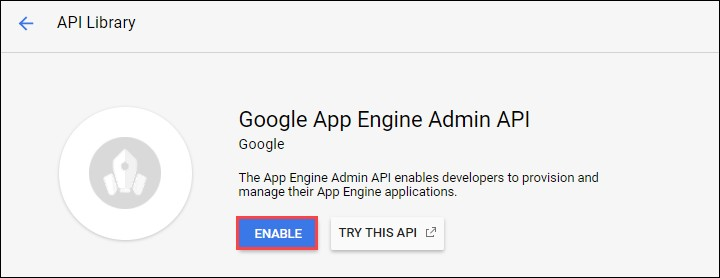 API Library
Google App Engine Admin API
Google
The App Engine Admin API enables developers to provision and
manage their App Engine applications.
ENABLE
TRY THIS API